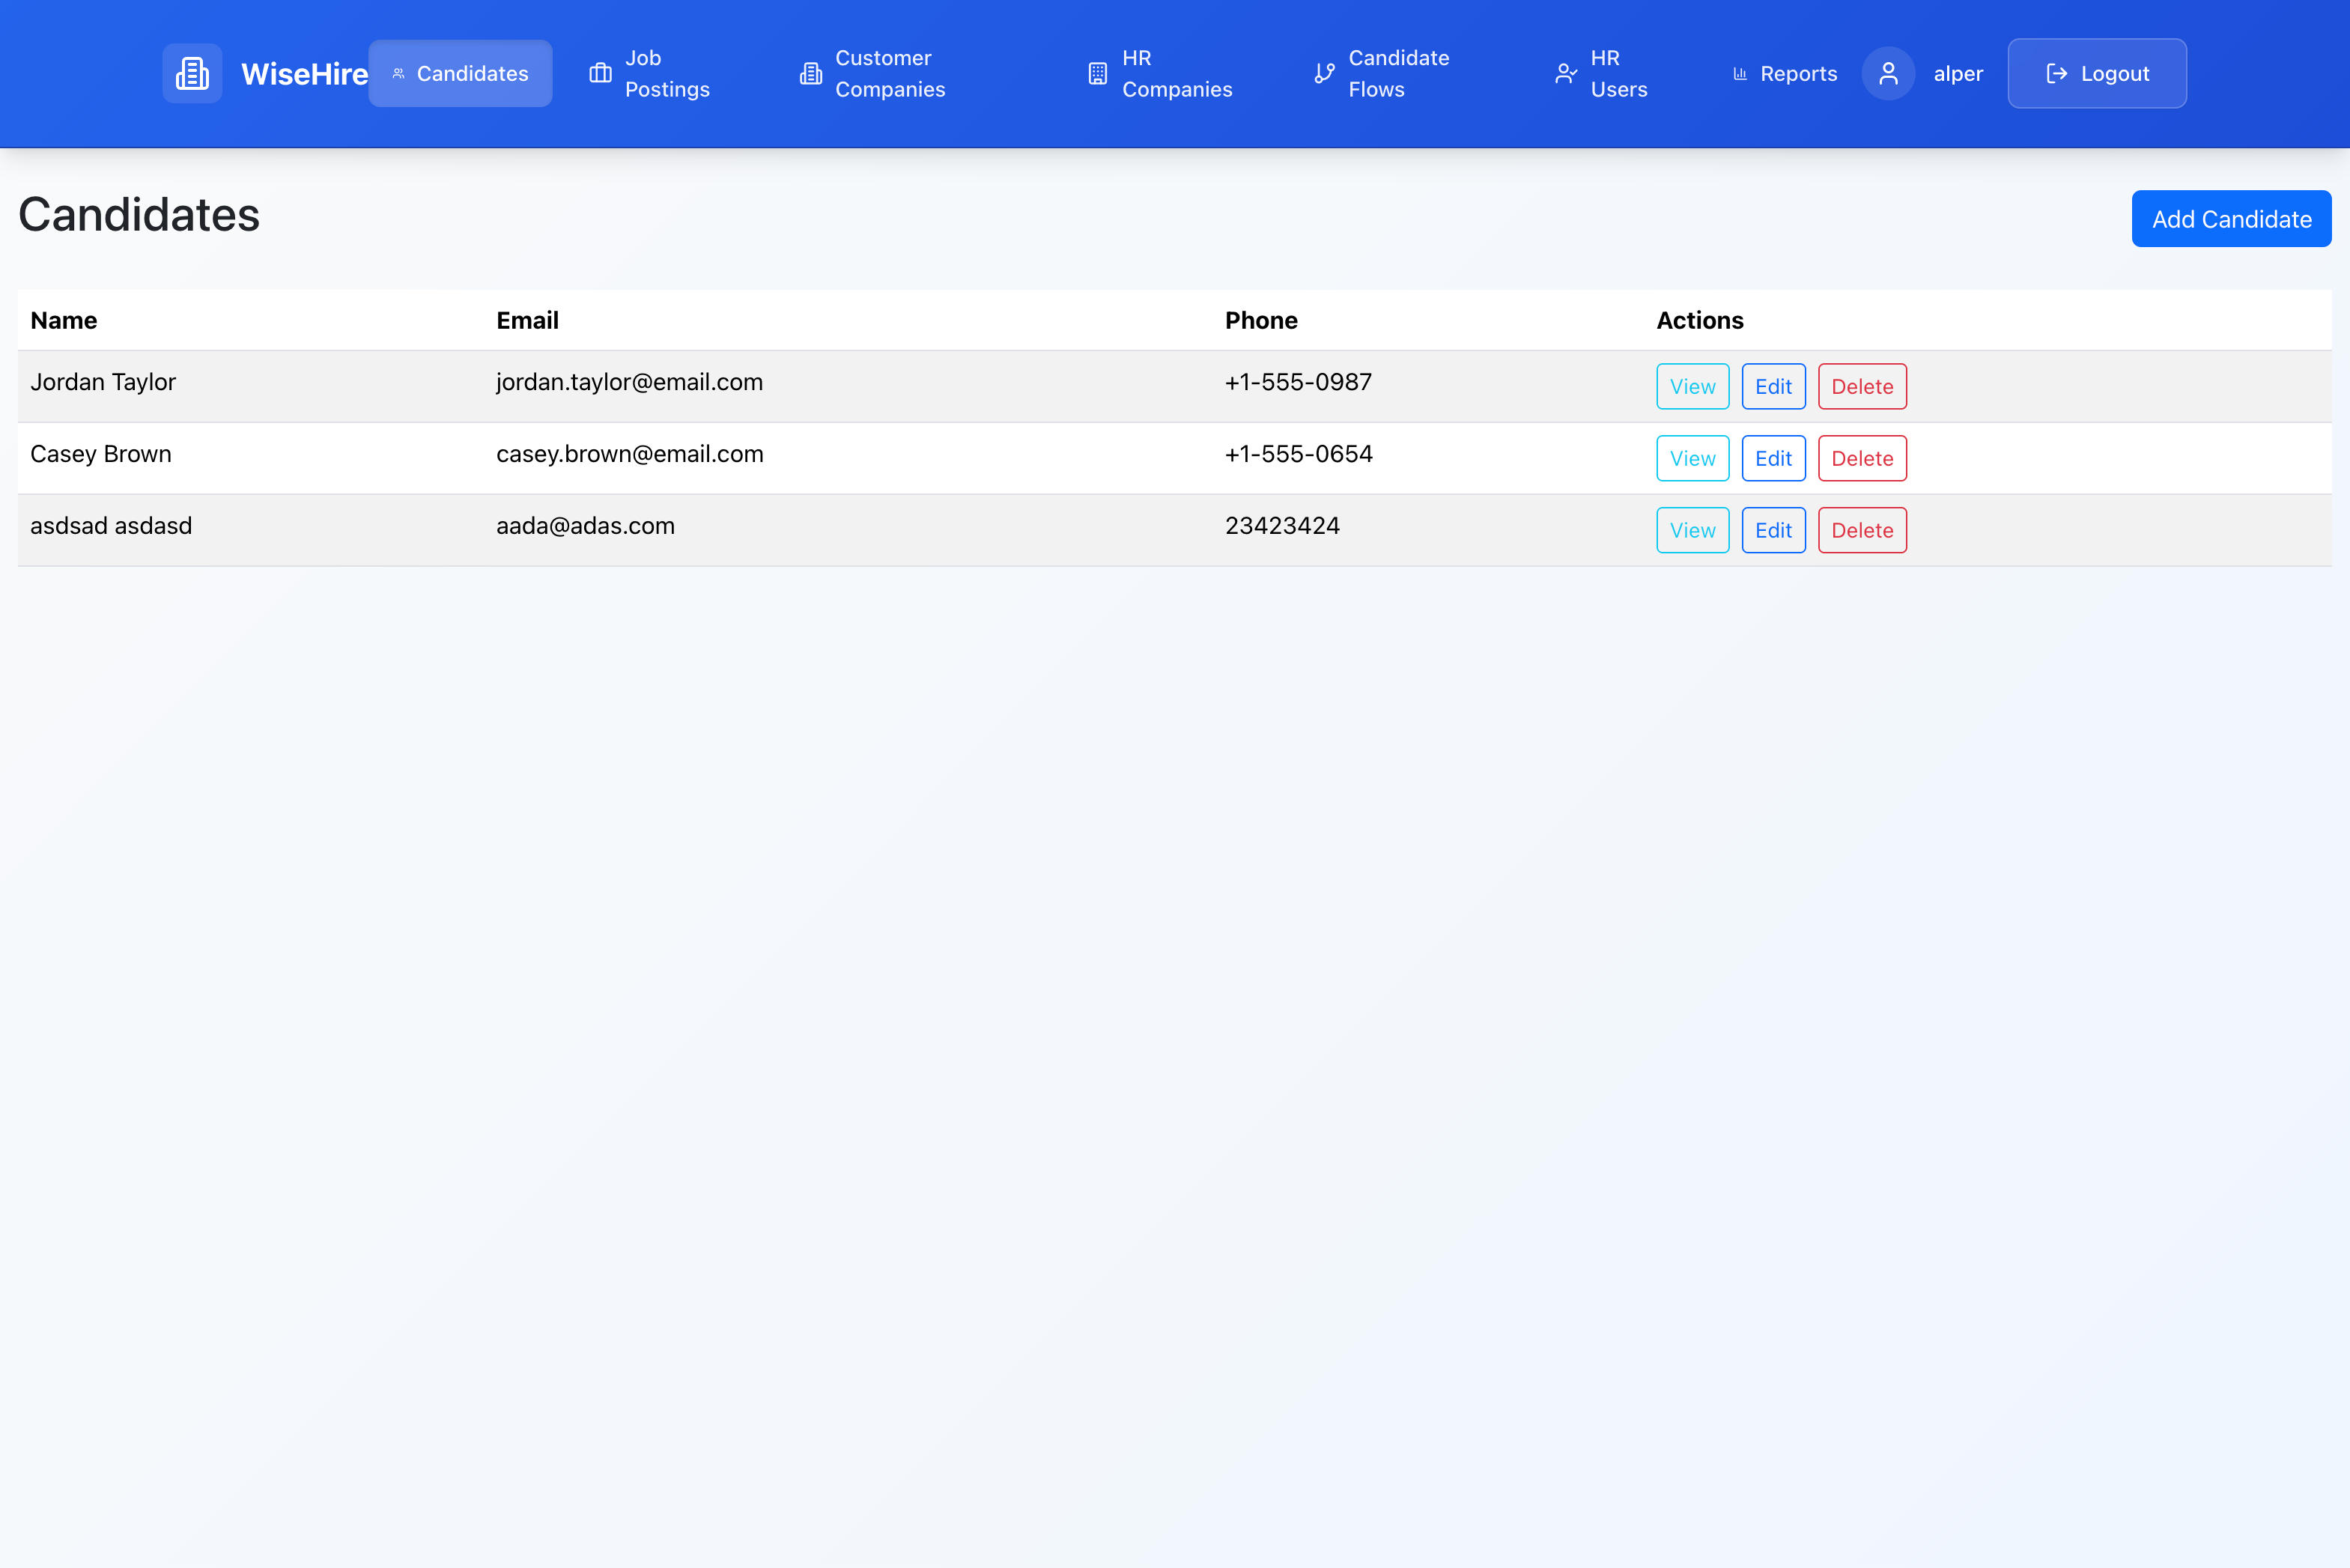 WiseHire
Candidates
Job
Postings
Customer
Companies
HR
Companies
Candidate
Flows
HR
Users
Reports
alper
Logout
Candidates
Add Candidate
Name Email Phone Actions
Jordan Taylor jordan.taylor@email.com +1-555-0987 View Edit Delete
Casey Brown casey.brown@email.com +1-555-0654 View Edit Delete
asdsad asdasd aada@adas.com 23423424 View Edit Delete